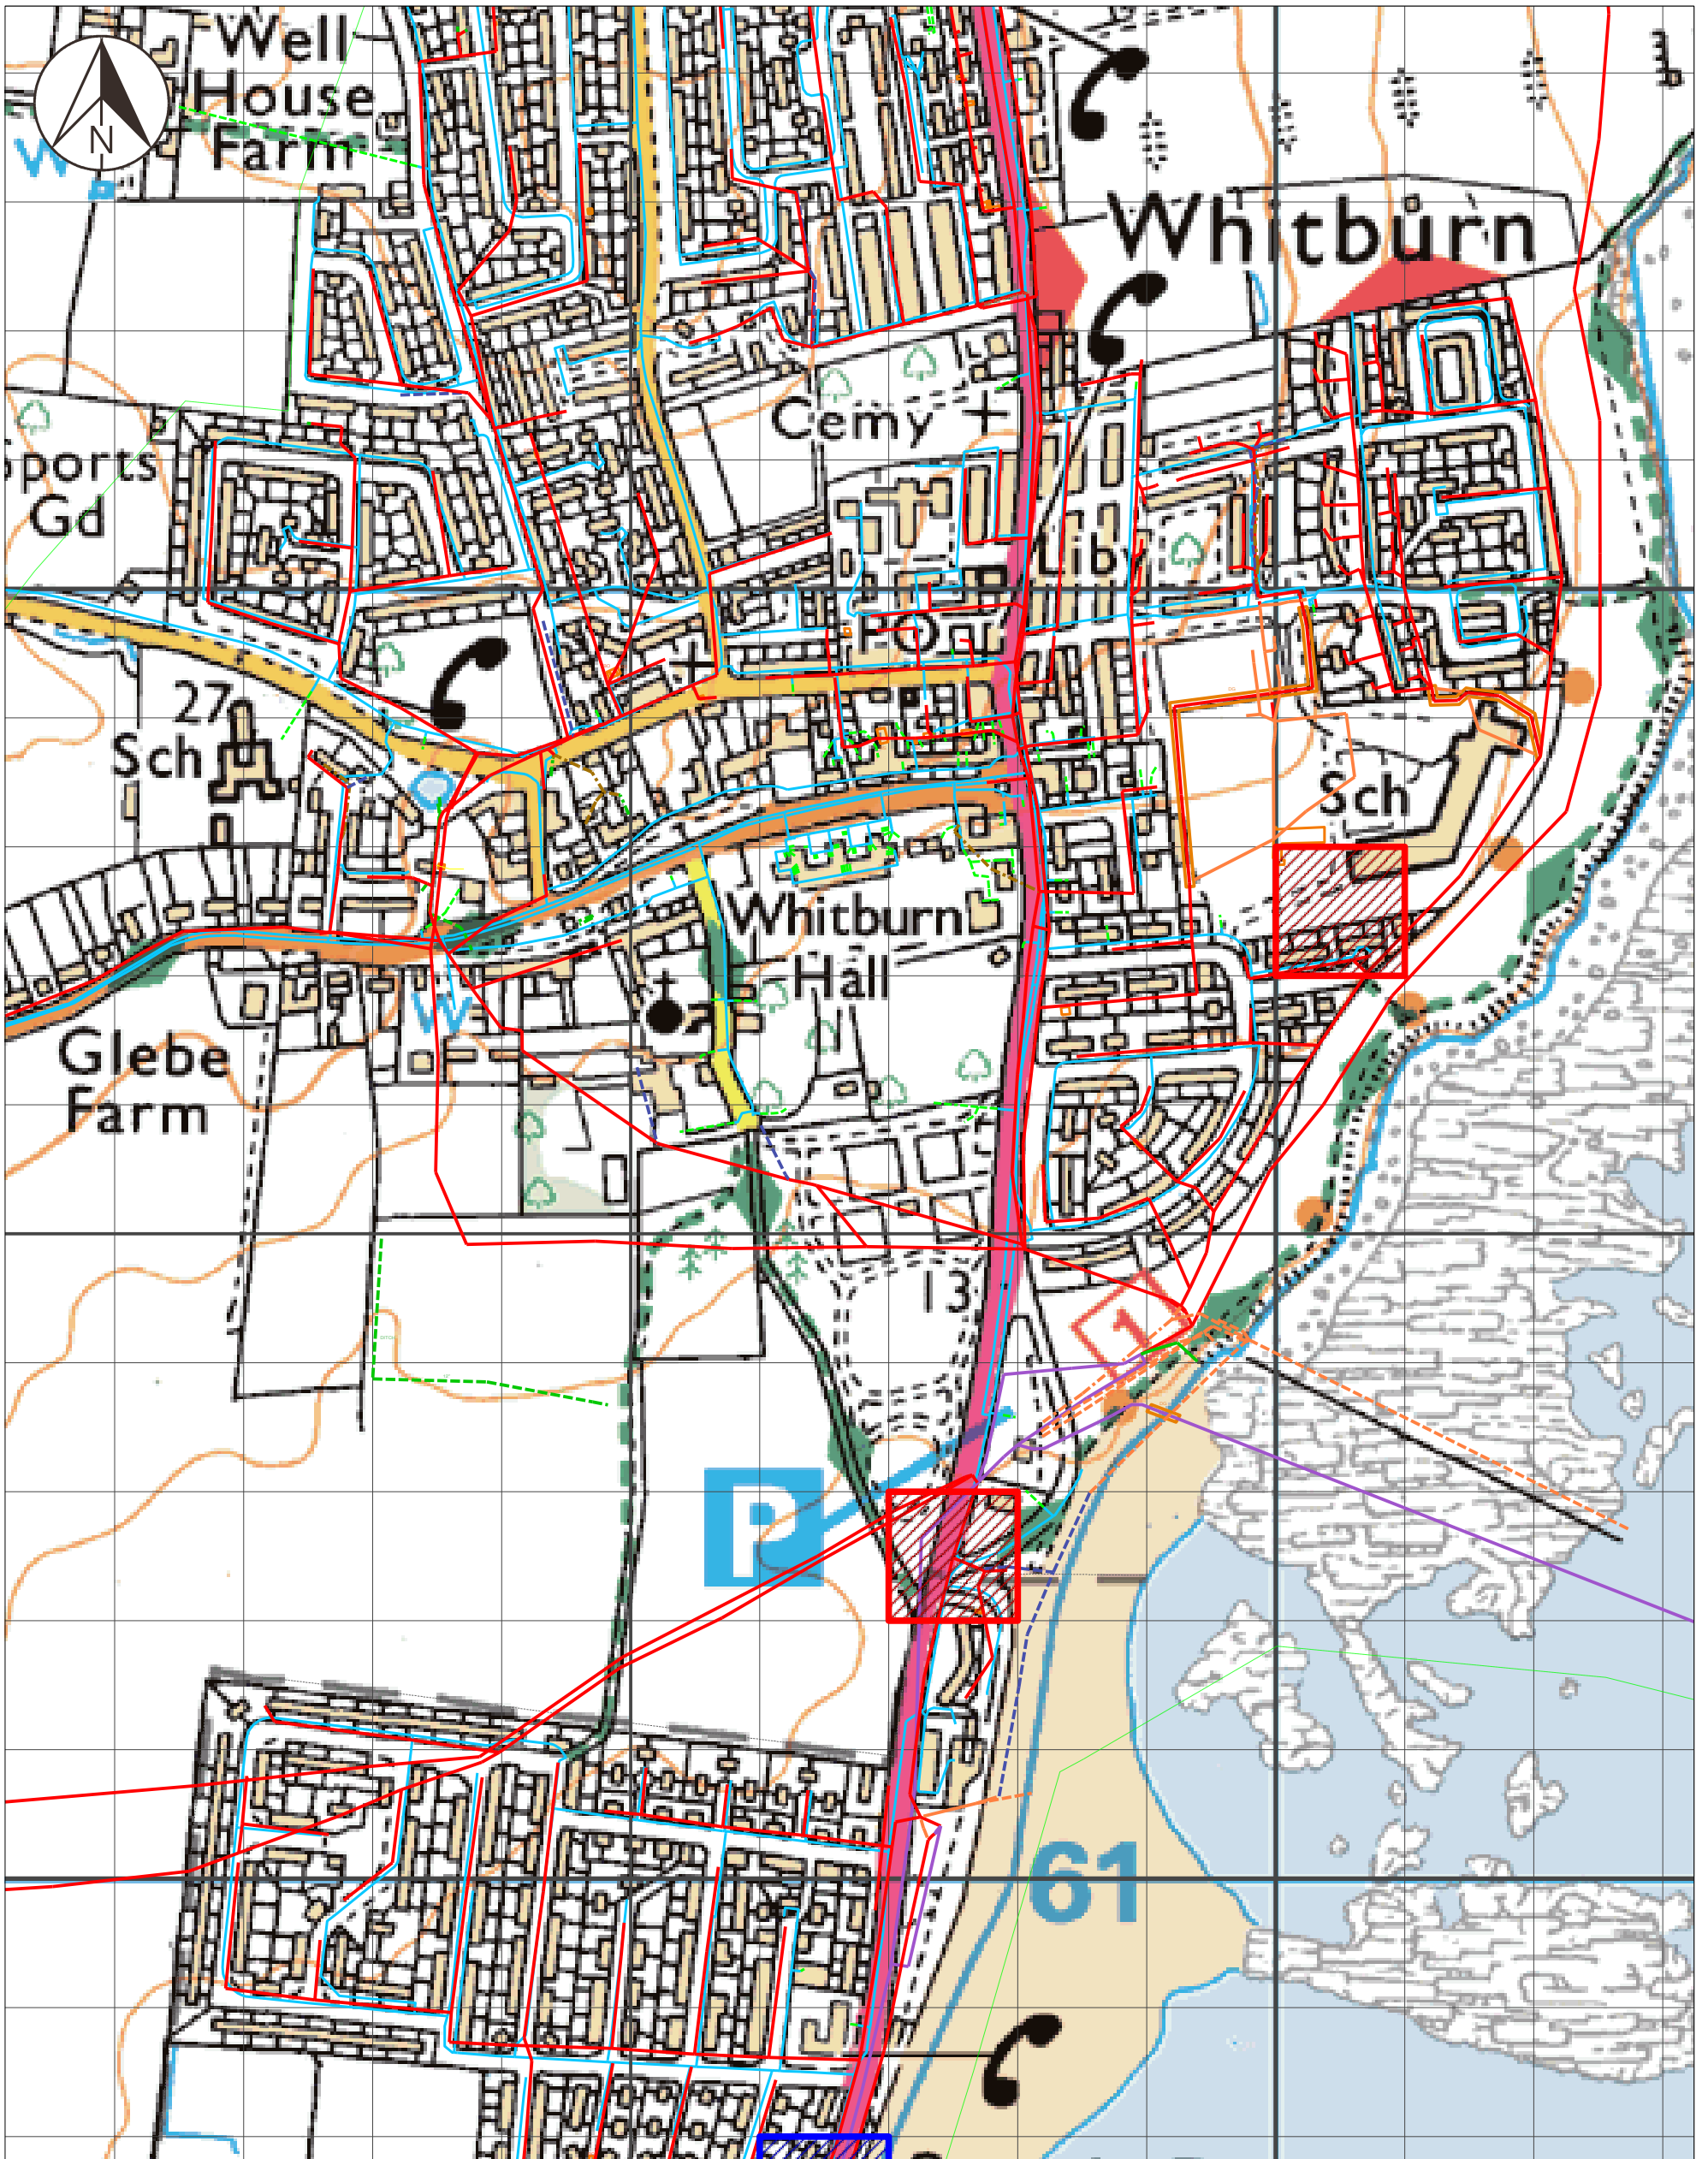 Well
House
Farm
N
W
Whitburn
Cemy
Sports
Gd
Liby
PO
27
Sch
Sch
Whitburn
Hall
W
Glebe
Farm
13
1
P
61